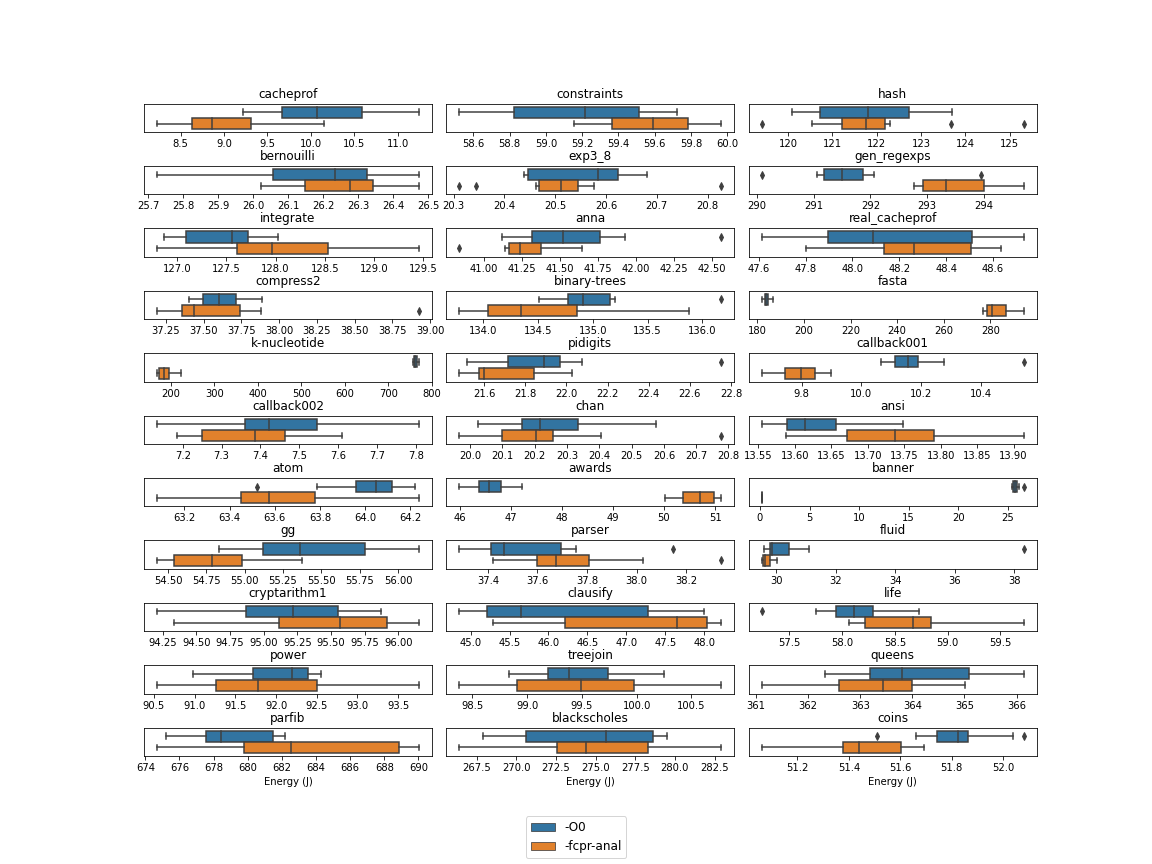 cacheprof constraints hash
8.5 9.0 9.5 10.0 10.5 11.0 58.6 58.8 59.0 59.2 59.4 59.6 59.8 60.0 120 121 122 123 124 125
bernouilli exp3_8 gen_regexps
25.7 25.8 25.9 26.0 26.1 26.2 26.3 26.4 26.5 20.3 20.4 20.5 20.6 20.7 20.8 290 291 292 293 294
integrate anna real_cacheprof
127.0 127.5 128.0 128.5 129.0 129.5 41.00 41.25 41.50 41.75 42.00 42.25 42.50 47.6 47.8 48.0 48.2 48.4 48.6
compress2 binary-trees fasta
37.25 37.50 37.75 38.00 38.25 38.50 38.75 39.00 134.0 134.5 135.0 135.5 136.0 180 200 220 240 260 280
k-nucleotide pidigits callback001
200 300 400 500 600 700 800 21.6 21.8 22.0 22.2 22.4 22.6 22.8 9.8 10.0 10.2 10.4
callback002 chan ansi
7.2 7.3 7.4 7.5 7.6 7.7 7.8 20.0 20.1 20.2 20.3 20.4 20.5 20.6 20.7 20.8 13.55 13.60 13.65 13.70 13.75 13.80 13.85 13.90
atom awards banner
63.2 63.4 63.6 63.8 64.0 64.2 46 47 48 49 50 51 0 5 10 15 20 25
gg parser fluid
54.50 54.75 55.00 55.25 55.50 55.75 56.00 37.4 37.6 37.8 38.0 38.2 30 32 34 36 38
cryptarithm1 clausify life
94.25 94.50 94.75 95.00 95.25 95.50 95.75 96.00 45.0 45.5 46.0 46.5 47.0 47.5 48.0 57.5 58.0 58.5 59.0 59.5
power treejoin queens
90.5 91.0 91.5 92.0 92.5 93.0 93.5 98.5 99.0 99.5 100.0 100.5 361 362 363 364 365 366
parfib blackscholes coins
674 676 678 680 682 684 686 688 690 267.5 270.0 272.5 275.0 277.5 280.0 282.5 51.2 51.4 51.6 51.8 52.0
Energy (J) Energy (J) Energy (J)
-O0
-fcpr-anal